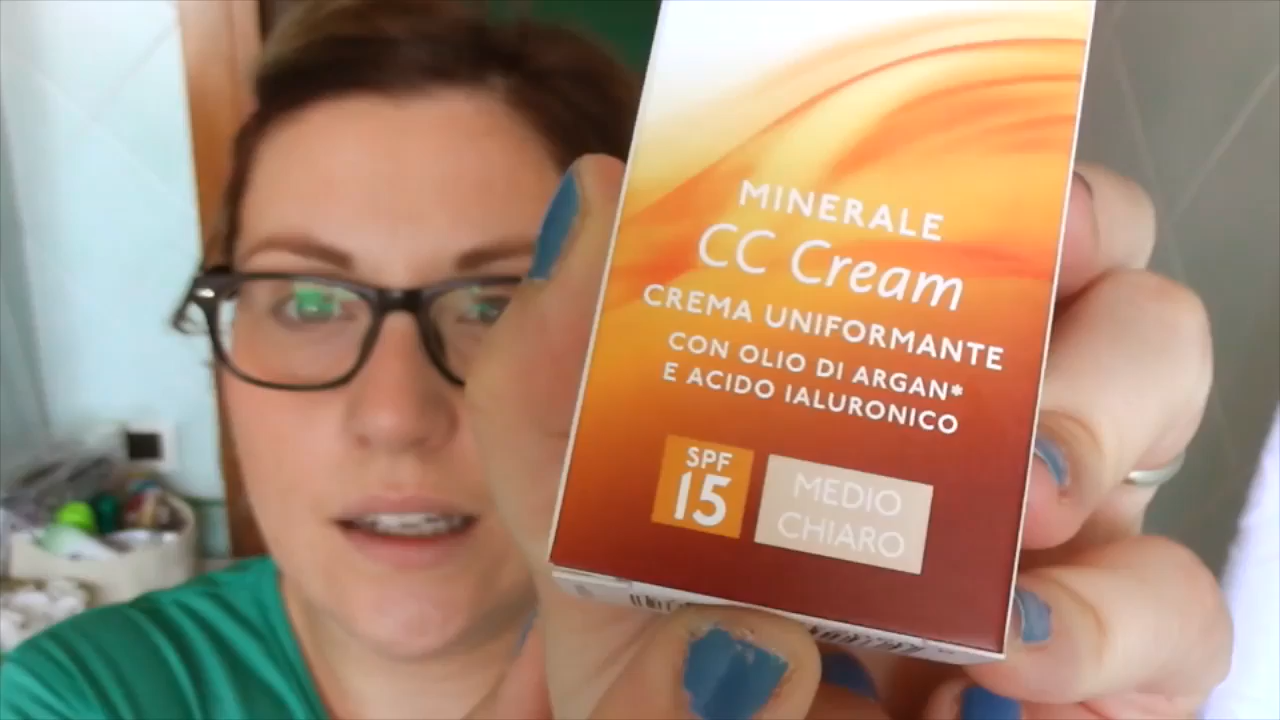 MINERALE
CC Cream
CREMA UNIFORMANTE
CON OLIO DI ARGAN*
E ACIDO IALURONICO
SPF
15
MEDIO
CHIARO